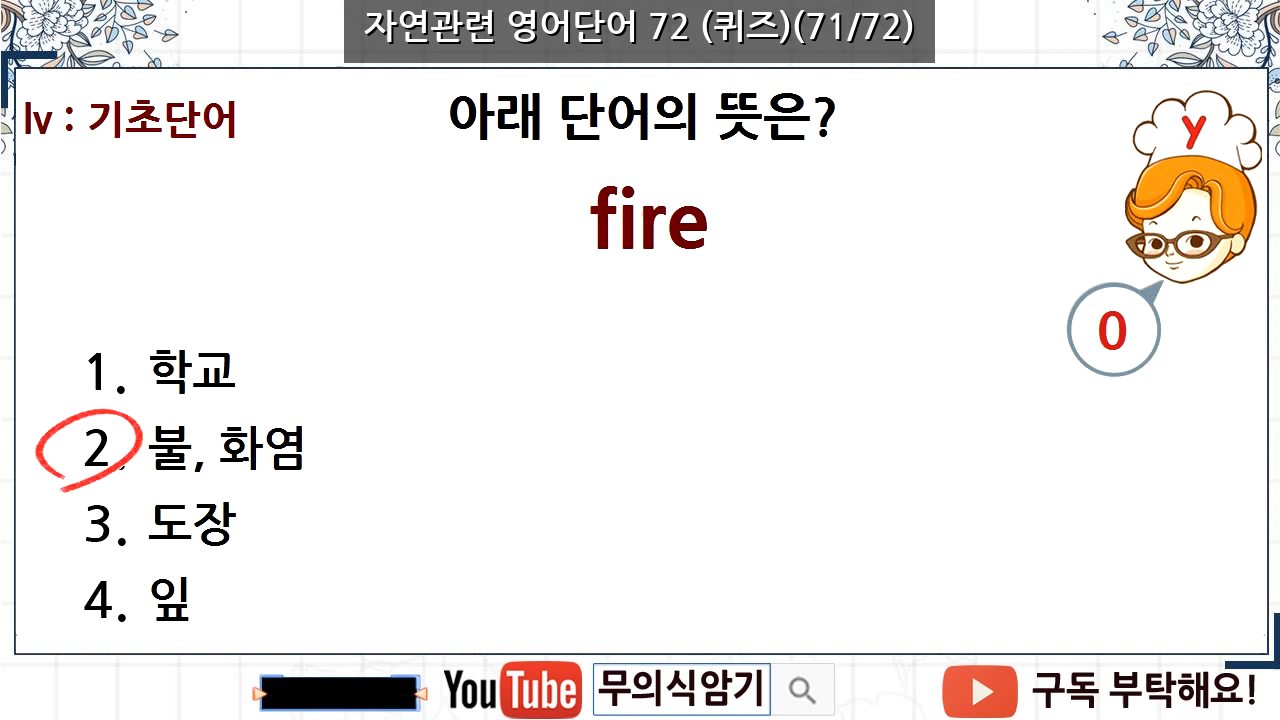 자연관련 영어단어 72 (퀴즈)(71/72)
lv : 기초단어
아래 단어의 뜻은?
y
fire
0
1. 학교
2. 불, 화염
3. 도장
4. 잎
YouTube 무의식암기
구독 부탁해요!